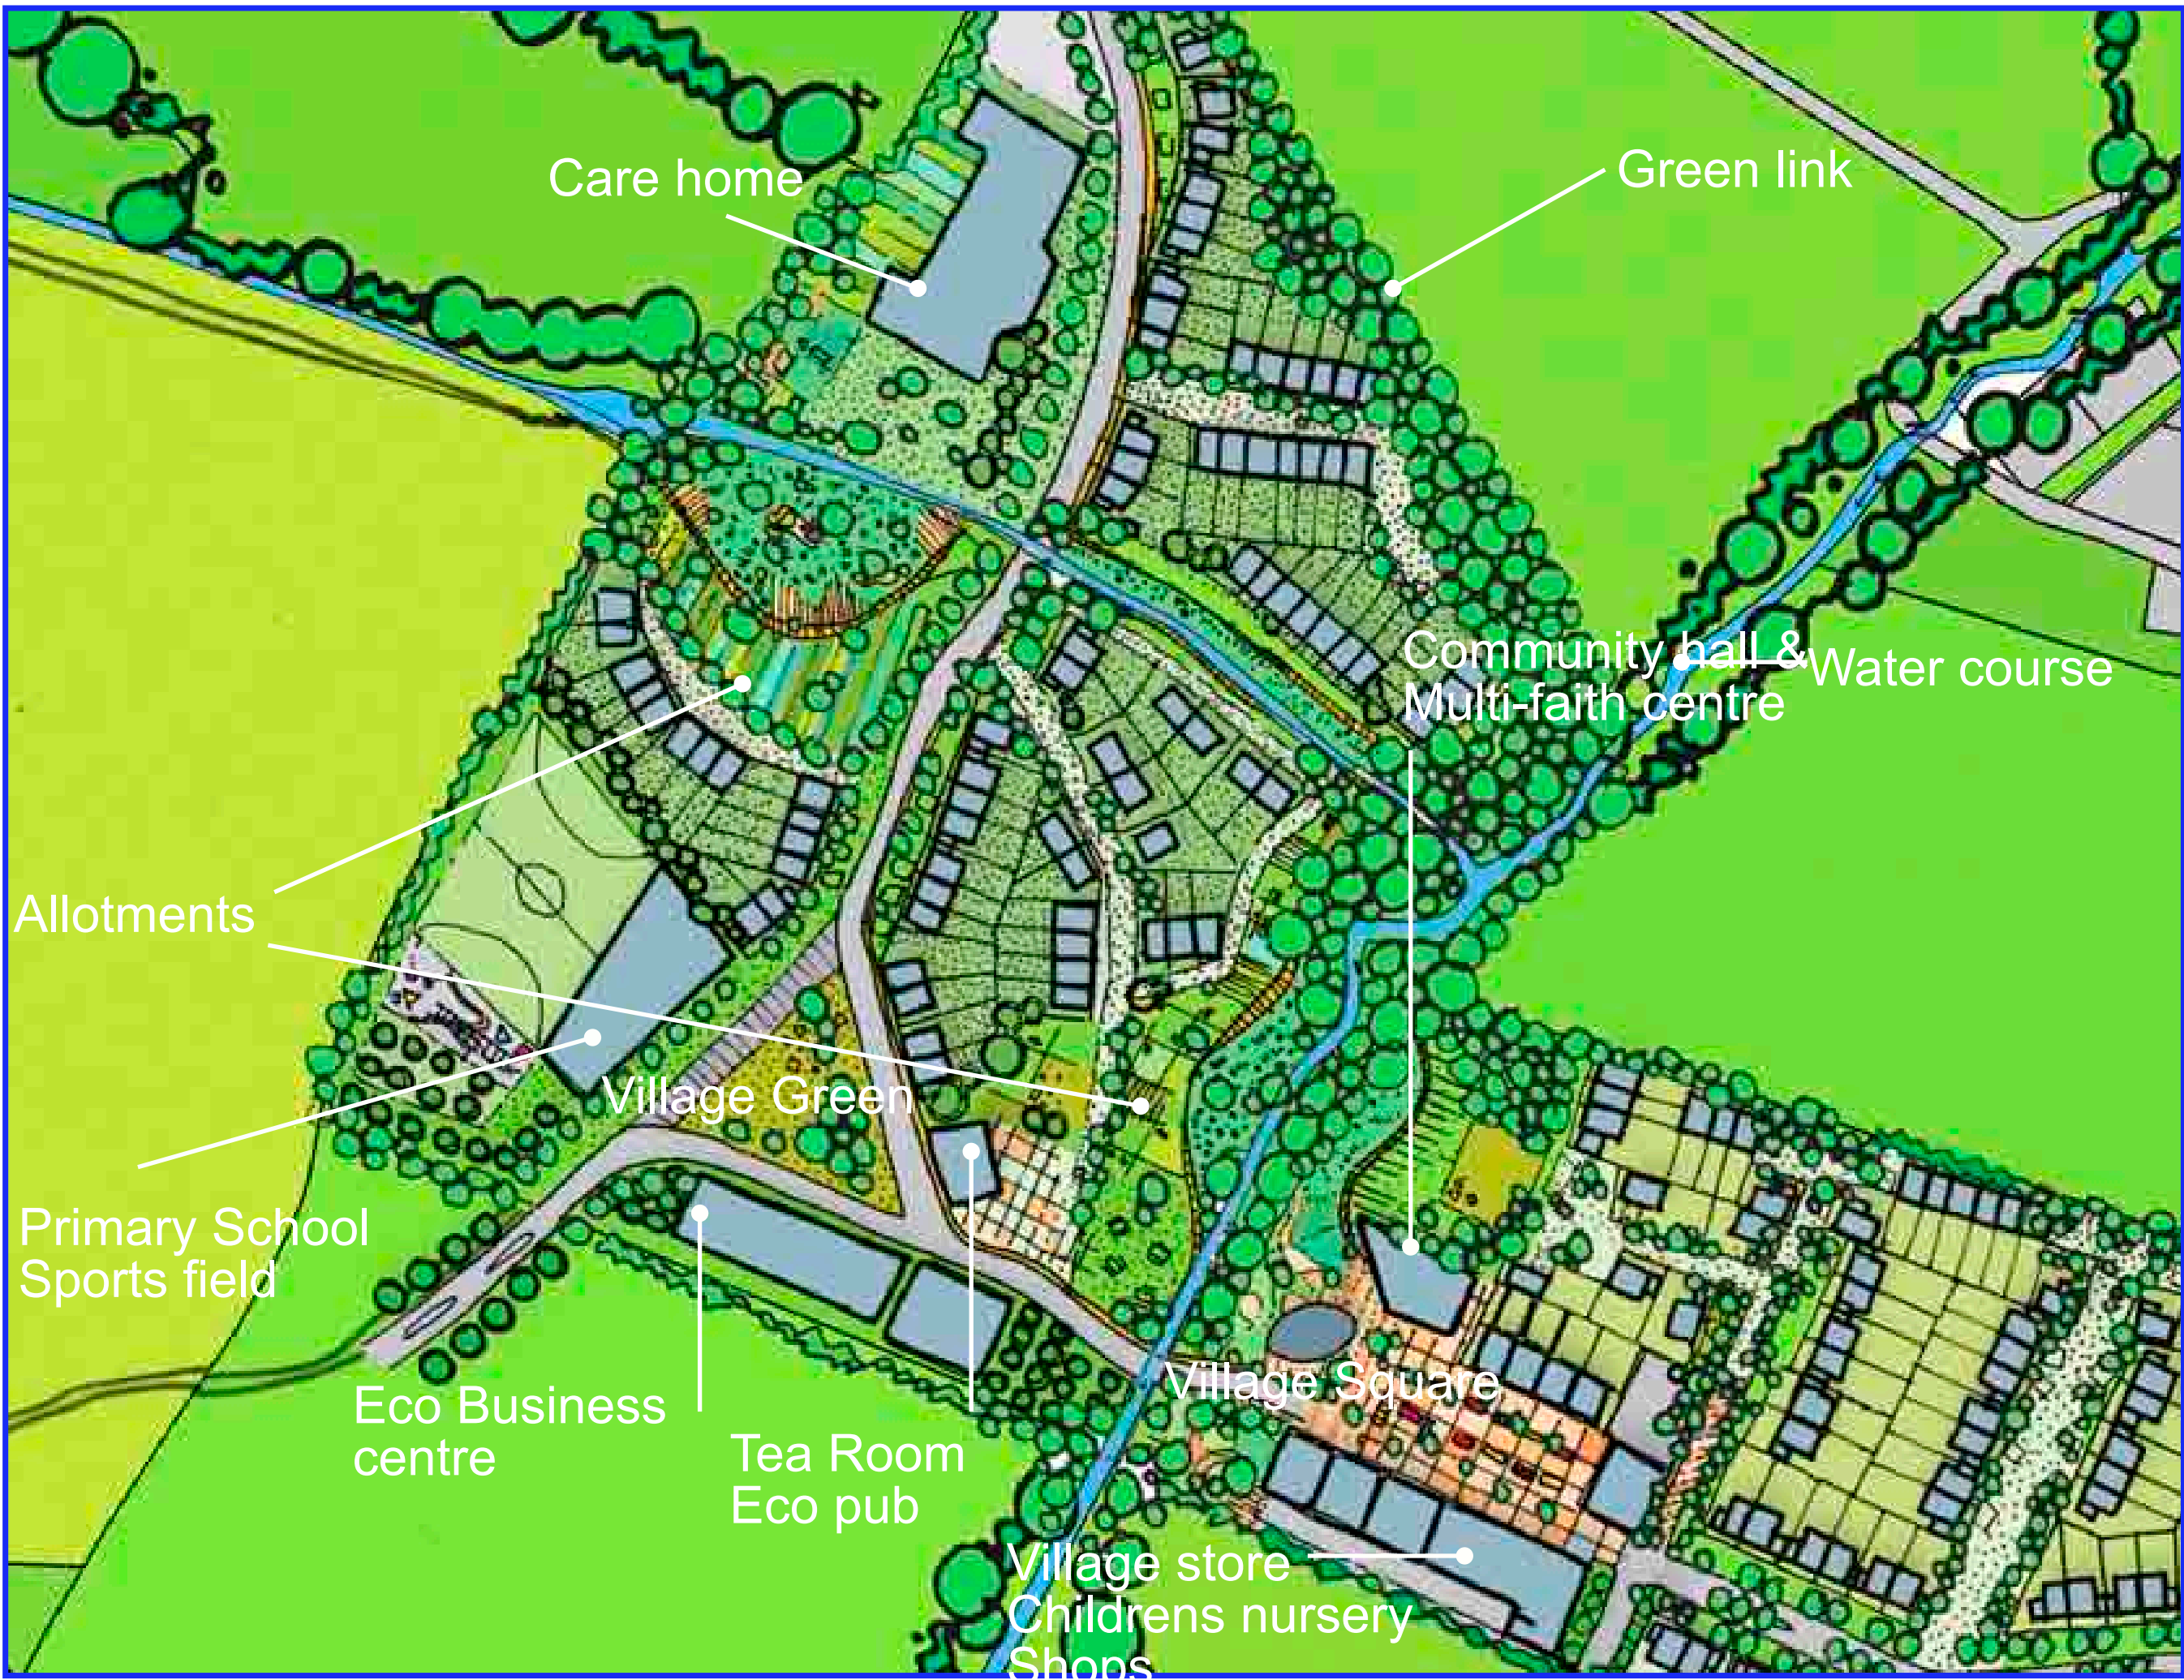 Care home
Green link
Community hall &
Multi-faith centre
Water course
Allotments
Village Green
Primary School
Sports field
Village Square
Eco Business
centre
Tea Room
Eco pub
Village store
Childrens nursery
Shops